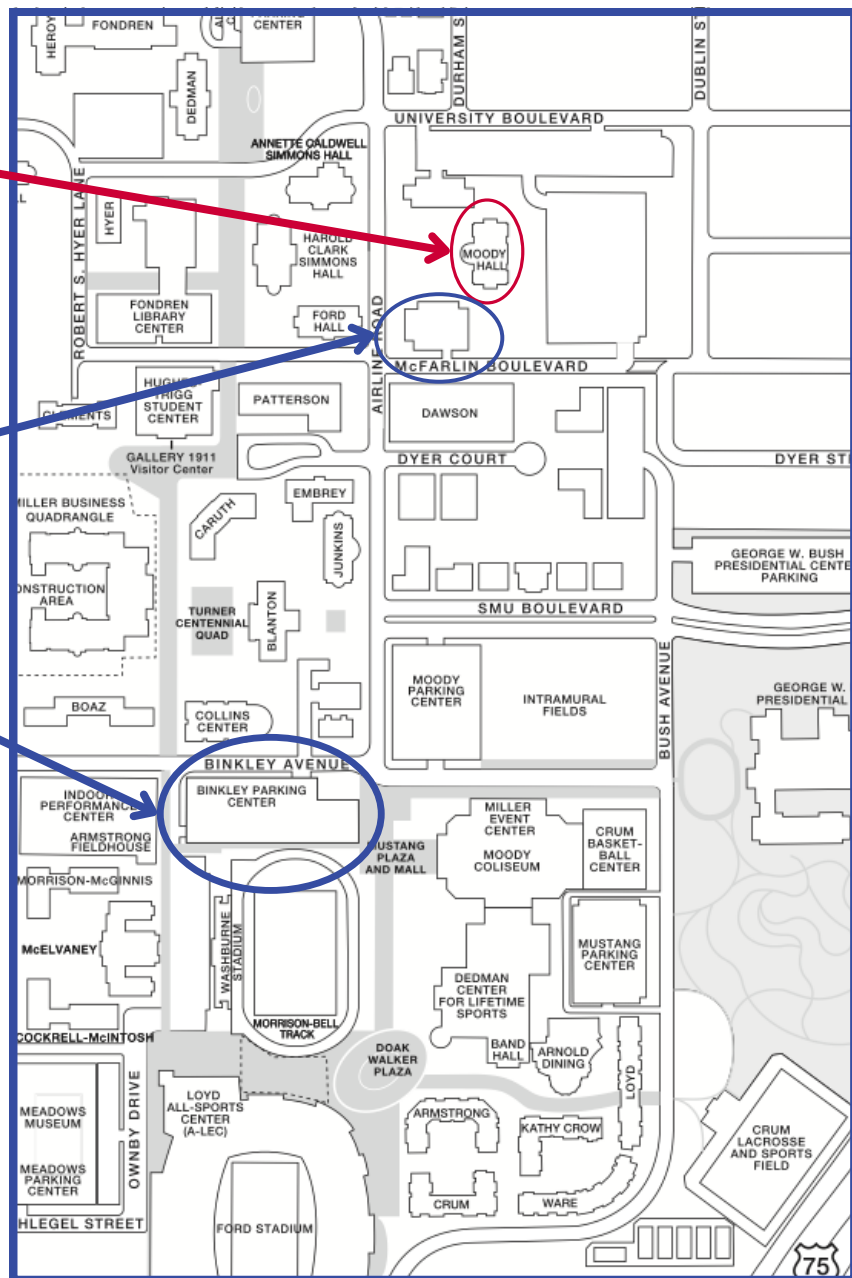 HEROY
FONDREN
CENTER
DEDMAN
DURHAM
DUBLIN ST
UNIVERSITY BOULEVARD
ANNETTE CALDWELL
SIMMONS HALL
ROBERT S. HYER LANE
HYER
HAROLD
CLARK
SIMMONS
HALL
MOODY
HALL
FONDREN
LIBRARY
CENTER
FORD
HALL
AIRLINE ROAD
McFARLIN BOULEVARD
HUGHES-
TRIGG
STUDENT
CENTER
CLEMENTS
PATTERSON
DAWSON
GALLERY 1911
Visitor Center
DYER COURT
DYER ST
MILLER BUSINESS
QUADRANGLE
CARUTH
EMBREY
JUNKINS
GEORGE W. BUSH
PRESIDENTIAL CENTE
PARKING
ONSTRUCTION
AREA
TURNER
CENTENNIAL
QUAD
BLANTON
SMU BOULEVARD
BUSH AVENUE
MOODY
PARKING
CENTER
INTRAMURAL
FIELDS
GEORGE W.
PRESIDENTIAL
BOAZ
COLLINS
CENTER
BINKLEY AVENUE
BINKLEY PARKING
CENTER
INDOOR
PERFORMANCE
CENTER
ARMSTRONG
FIELDHOUSE
MILLER
EVENT
CENTER
MOODY
COLISEUM
CRUM
BASKET-
BALL
CENTER
MUSTANG
PLAZA
AND MALL
MORRISON-McGINNIS
McELVANEY
WASHBURNE
STADIUM
MUSTANG
PARKING
CENTER
DEDMAN
CENTER
FOR LIFETIME
SPORTS
COCKRELL-McINTOSH
MORRISON-BELL
TRACK
DOAK
WALKER
PLAZA
BAND
HALL
ARNOLD
DINING
LOYD
OWNBY DRIVE
MEADOWS
MUSEUM
LOYD
ALL-SPORTS
CENTER
(A-LEC)
ARMSTRONG
KATHY CROW
CRUM
LACROSSE
AND SPORTS
FIELD
MEADOWS
PARKING
CENTER
CRUM
WARE
HLEGEL STREET
FORD STADIUM
75